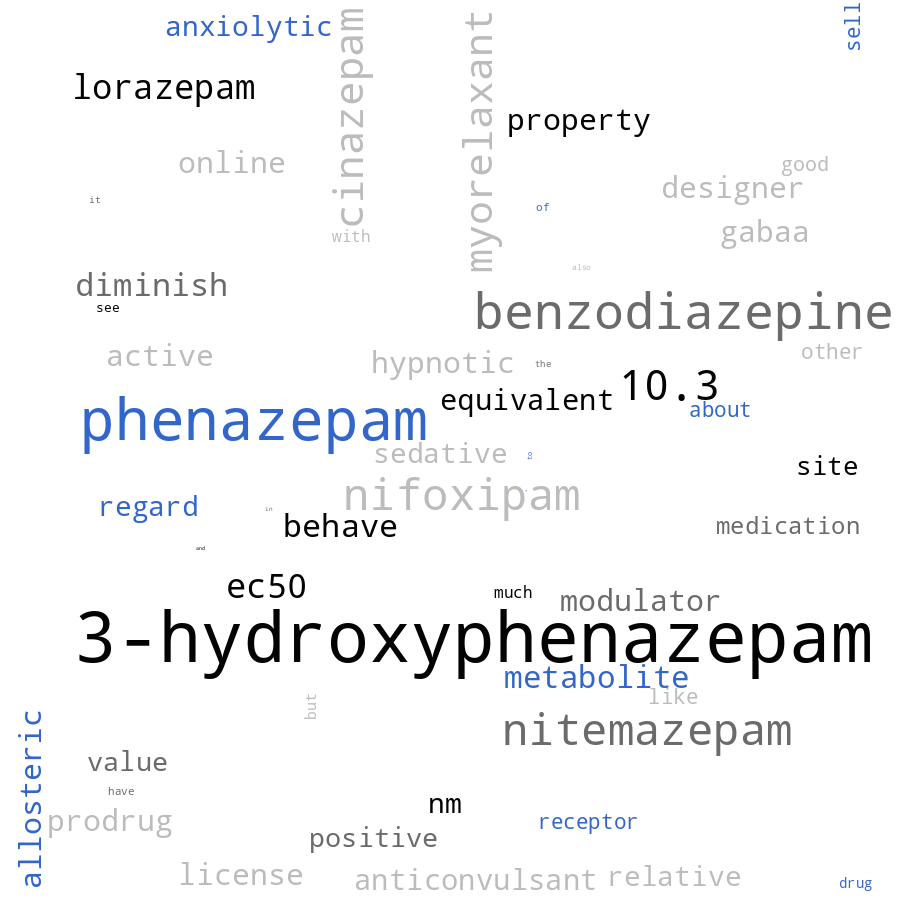 sell
anxiolytic
cinazepam
myorelaxant
lorazepam
property
online
good
designer
it
of
gabaa
with
also
diminish
see
benzodiazepine
active
hypnotic
the
other
10.3
equivalent
about
phenazepam
sedative
to
site
nifoxipam
regard
in
behave
medication
and
ec50
much
modulator
3-hydroxyphenazepam
metabolite
like
but
nitemazepam
allosteric
value
have
nm
prodrug
receptor
positive
license
anticonvulsant
relative
drug